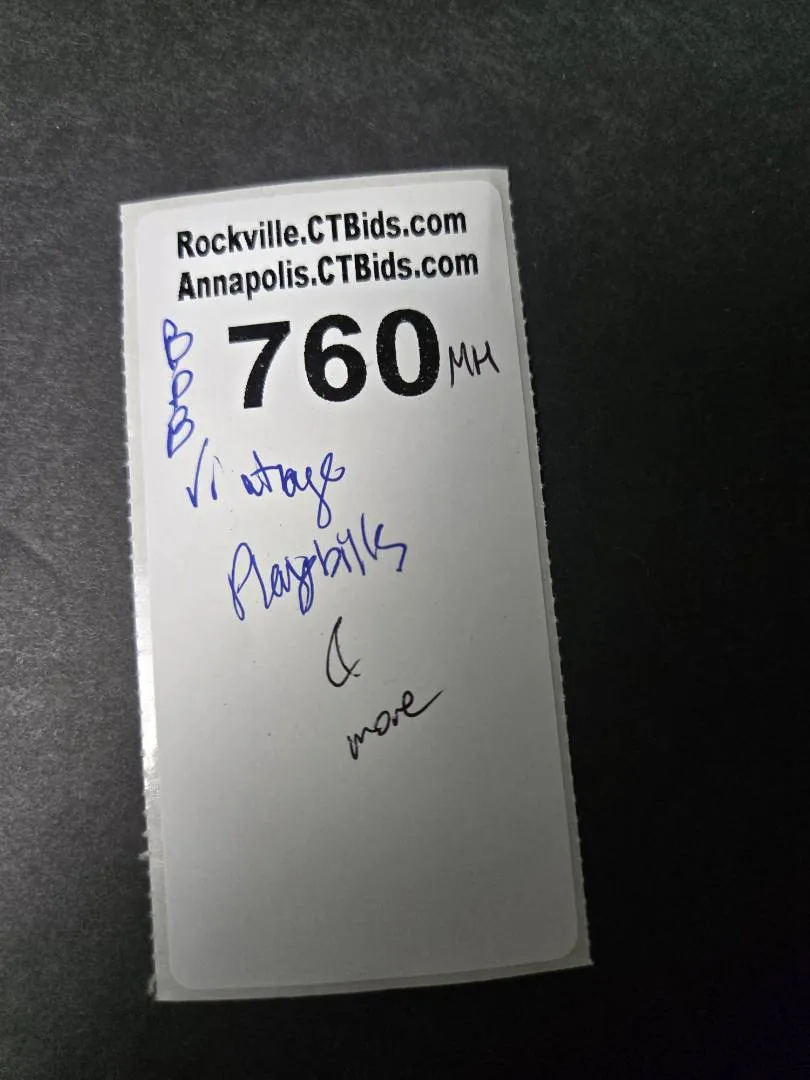 Rockville.CTBids.com
Annapolis.CTBids.com
760 MH
B
D
B
Vintage
Playbills
&
more